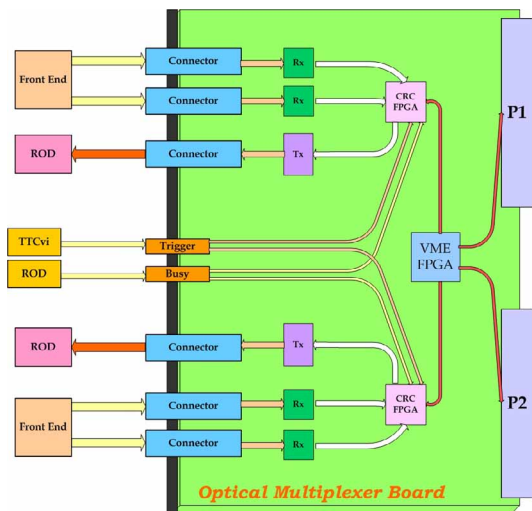 Connector
Rx
Front End
Connector
Rx
CRC
FPGA
P1
ROD
Connector
Tx
TTCvi
Trigger
VME
FPGA
ROD
Busy
ROD
Connector
Tx
Connector
Rx
CRC
FPGA
P2
Front End
Connector
Rx
Optical Multiplexer Board